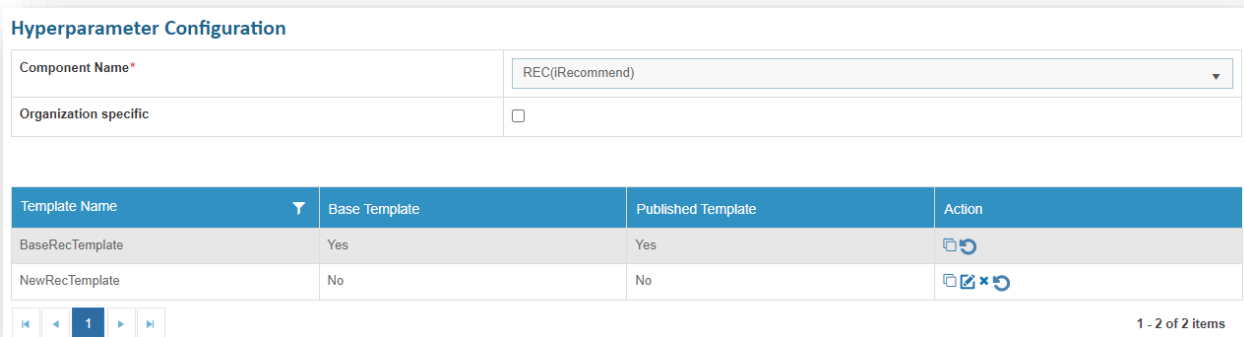 Hyperparameter Configuration
Component Name* REC(iRecommend)
Organization specific
Template Name Base Template Published Template Action
BaseRecTemplate Yes Yes
NewRecTemplate No No
1 1 - 2 of 2 items